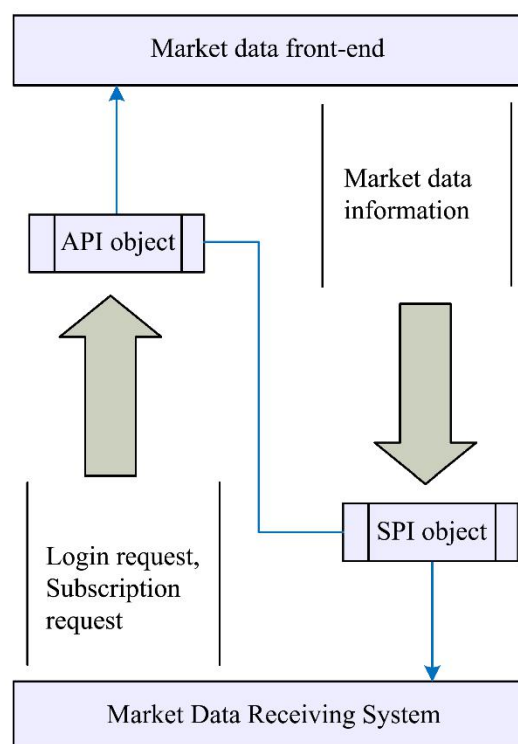 Market data front-end
Market data
information
API object
SPI object
Login request,
Subscription
request
Market Data Receiving System